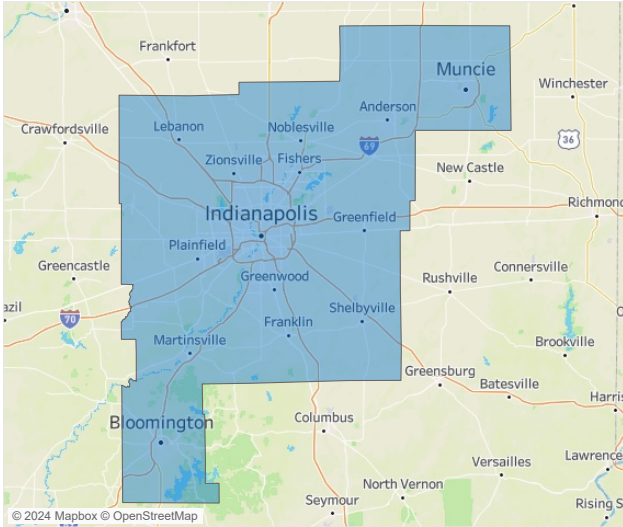 Frankfort
Muncie
Winchester
Anderson
Crawfordsville
Lebanon
Noblesville
36
69
Zionsville
Fishers
New Castle
Richmond
Indianapolis
Greenfield
Plainfield
Greencastle
Greenwood
Connersville
Rushville
azil
70
Shelbyville
Franklin
Martinsville
Brookville
Greensburg
Batesville
Harris
Bloomington
Columbus
Lawrence
Versailles
North Vernon
Seymour
Rising S
© 2024 Mapbox © OpenStreetMap